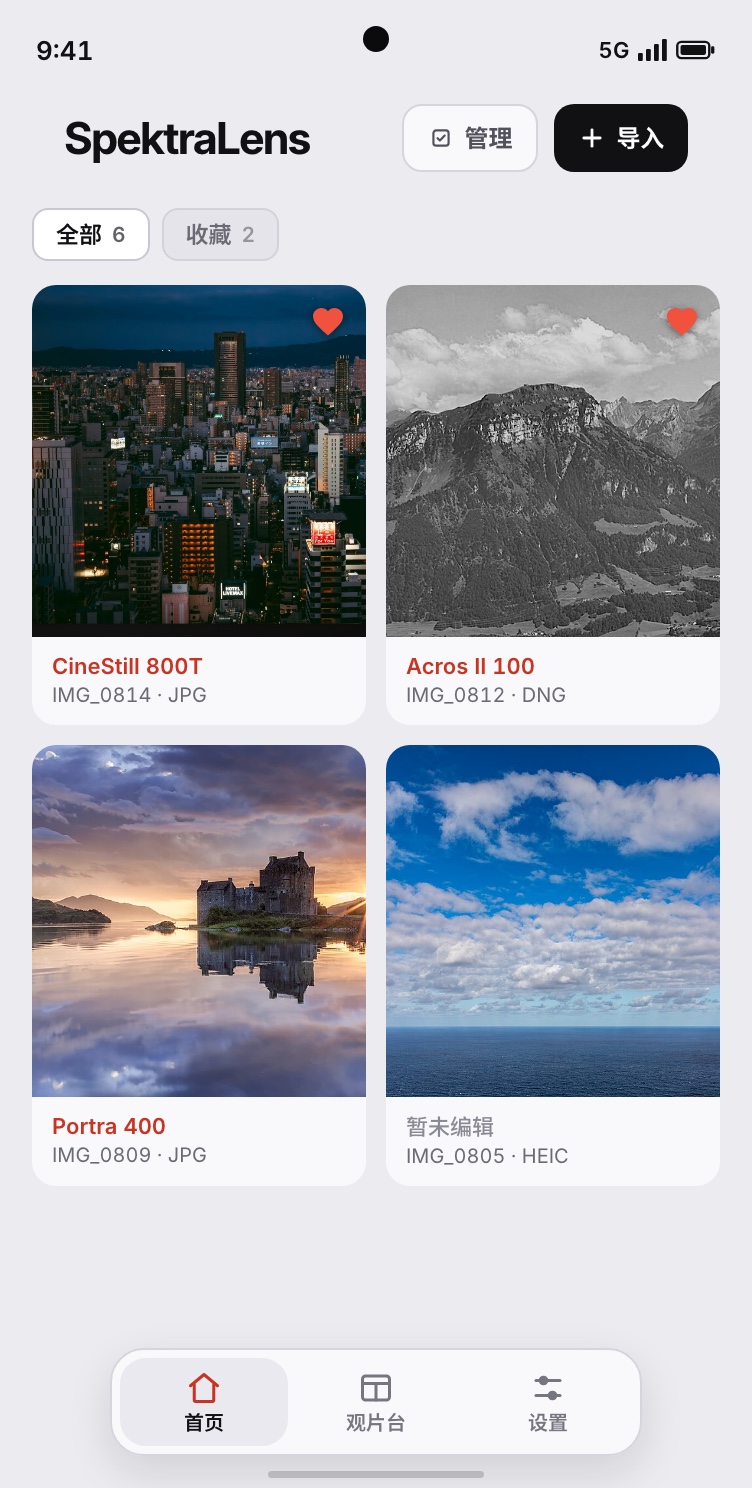 9:41
5G
SpektraLens
管理
导入
全部 6
收藏 2
HOTEL
LIVEMAX
CineStill 800T
IMG_0814 · JPG
Acros II 100
IMG_0812 · DNG
Portra 400
IMG_0809 · JPG
暂未编辑
IMG_0805 · HEIC
首页
观片台
设置